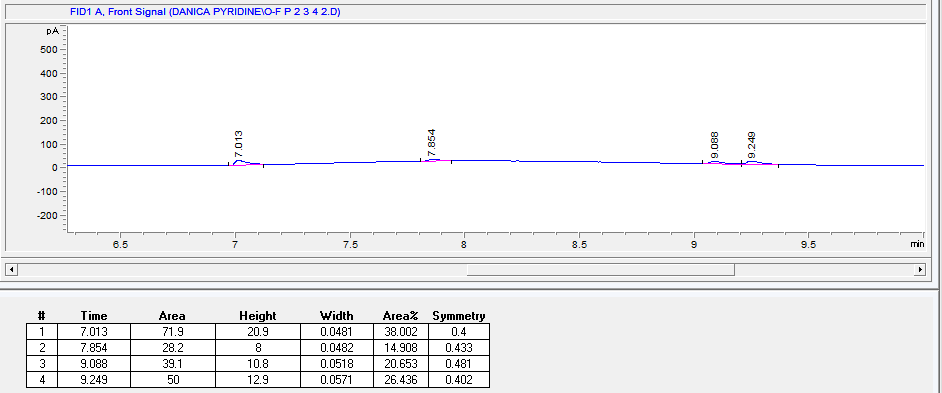 FID1 A, Front Signal (DANICA PYRIDINE\O-F P 2 3 4 2.D)
pA
500
400
300
200
100
0
-100
-200
7.013
7.854
9.088
9.249
6.5 7 7.5 8 8.5 9 9.5 min
# Time Area Height Width Area% Symmetry
1 7.013 71.9 20.9 0.0481 38.002 0.4
2 7.854 28.2 8 0.0482 14.908 0.433
3 9.088 39.1 10.8 0.0518 20.653 0.481
4 9.249 50 12.9 0.0571 26.436 0.402